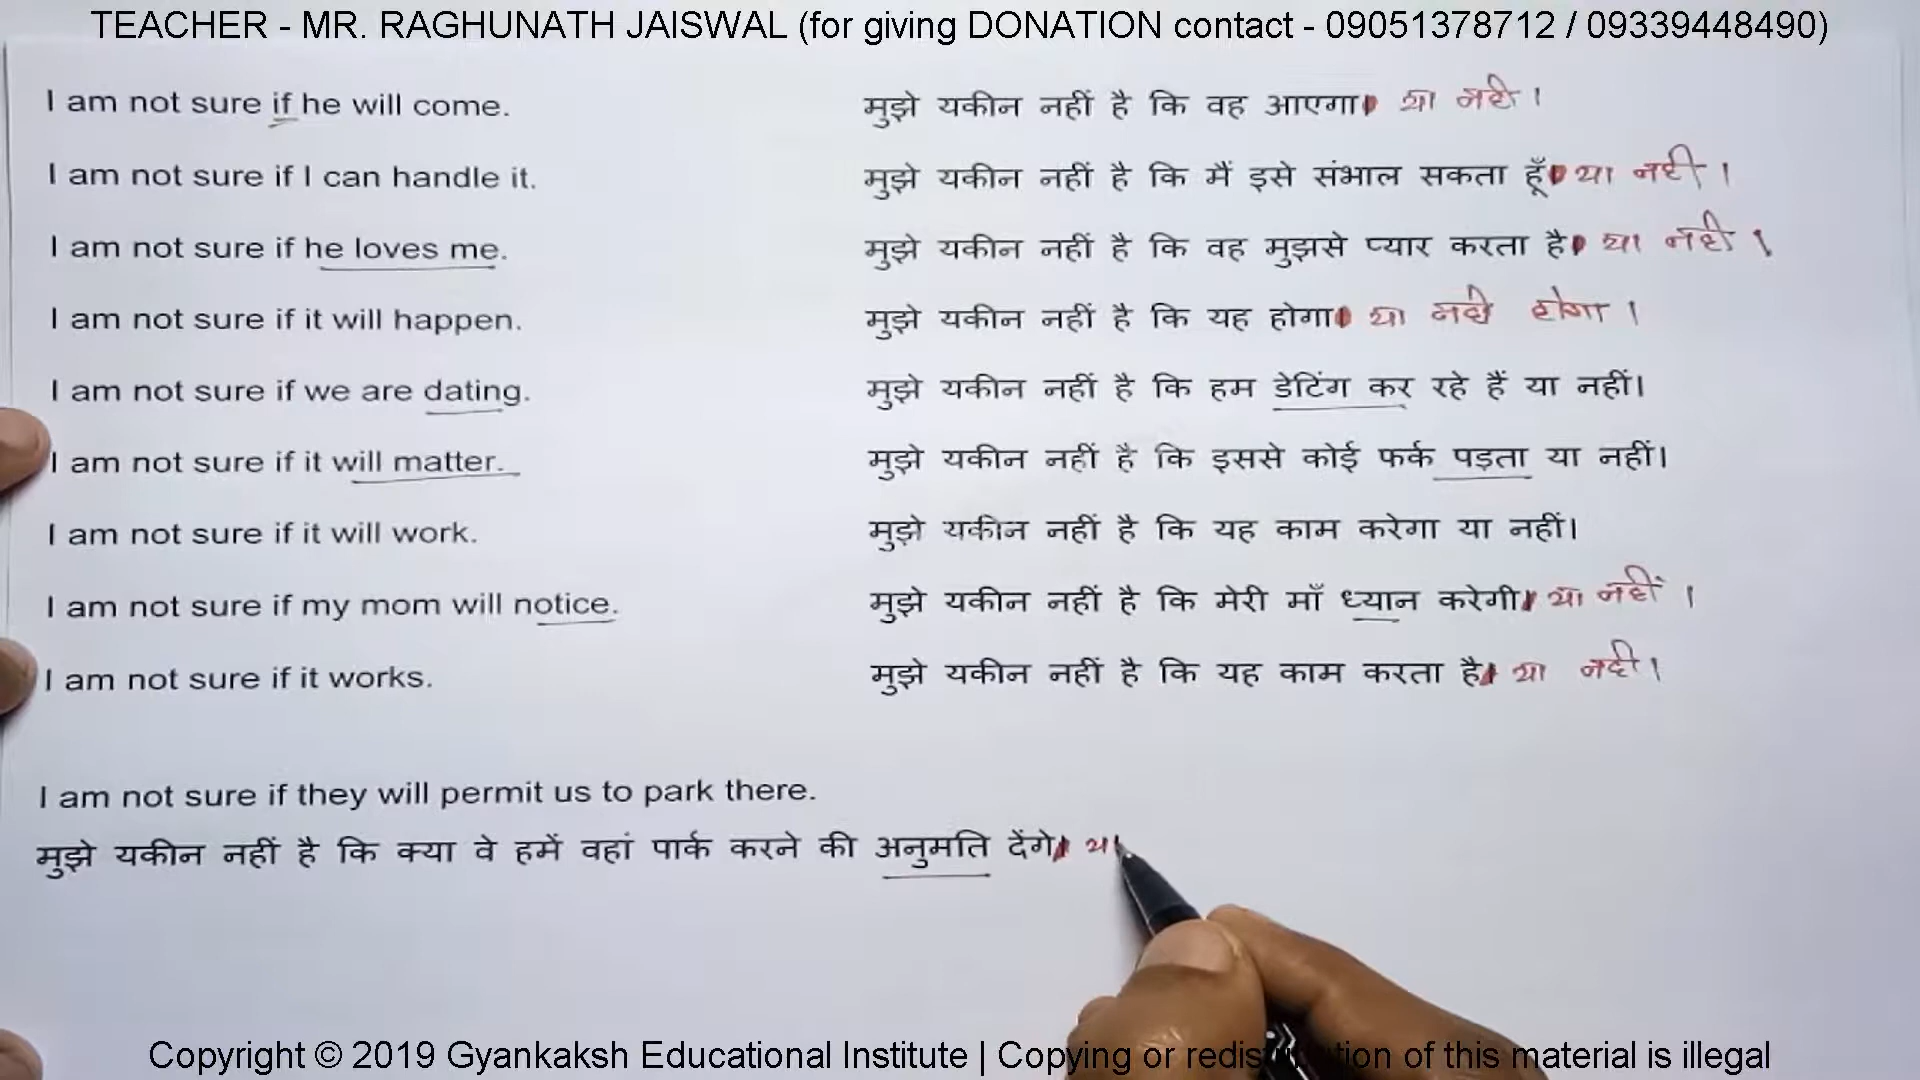 TEACHER - MR. RAGHUNATH JAISWAL (for giving DONATION contact - 09051378712 / 09339448490)
I am not sure if he will come. मुझे यकीन नहीं है कि वह आएगा या नही।
I am not sure if I can handle it. मुझे यकीन नहीं है कि मैं इसे संभाल सकता हूँ या नही।
I am not sure if he loves me. मुझे यकीन नहीं है कि वह मुझसे प्यार करता है या नही।
I am not sure if it will happen. मुझे यकीन नहीं है कि यह होगा या नही होगा।
I am not sure if we are dating. मुझे यकीन नहीं है कि हम डेटिंग कर रहे हैं या नहीं।
I am not sure if it will matter. मुझे यकीन नहीं है कि इससे कोई फर्क पड़ता या नहीं।
I am not sure if it will work. मुझे यकीन नहीं है कि यह काम करेगा या नहीं।
I am not sure if my mom will notice. मुझे यकीन नहीं है कि मेरी माँ ध्यान करेगी या नहीं।
I am not sure if it works. मुझे यकीन नहीं है कि यह काम करता है या नही।
I am not sure if they will permit us to park there.
मुझे यकीन नहीं है कि क्या वे हमें वहां पार्क करने की अनुमति देंगे या
Copyright © 2019 Gyankaksh Educational Institute | Copying or redistribution of this material is illegal